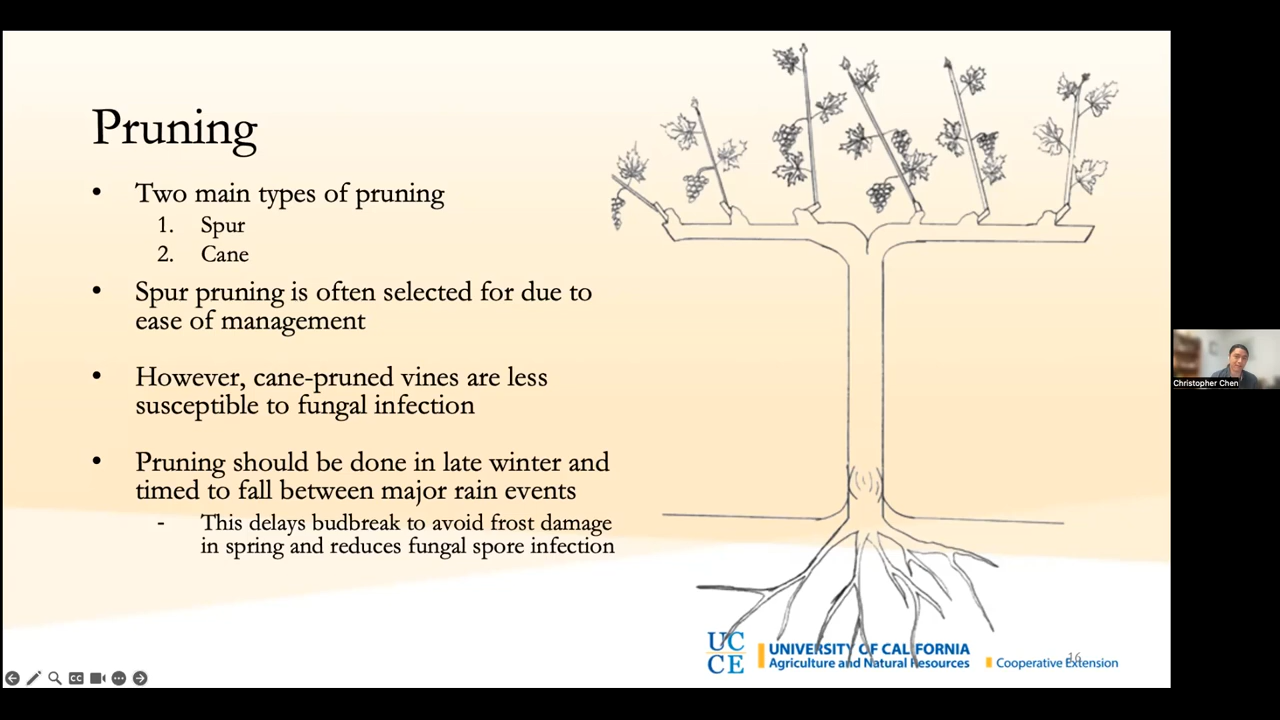 Pruning
• Two main types of pruning
1. Spur
2. Cane
• Spur pruning is often selected for due to
ease of management
• However, cane-pruned vines are less
susceptible to fungal infection
• Pruning should be done in late winter and
timed to fall between major rain events
- This delays budbreak to avoid frost damage
in spring and reduces fungal spore infection
UC
CE
UNIVERSITY OF CALIFORNIA
Agriculture and Natural Resources
Cooperative Extension
16
CC
Christopher Chen